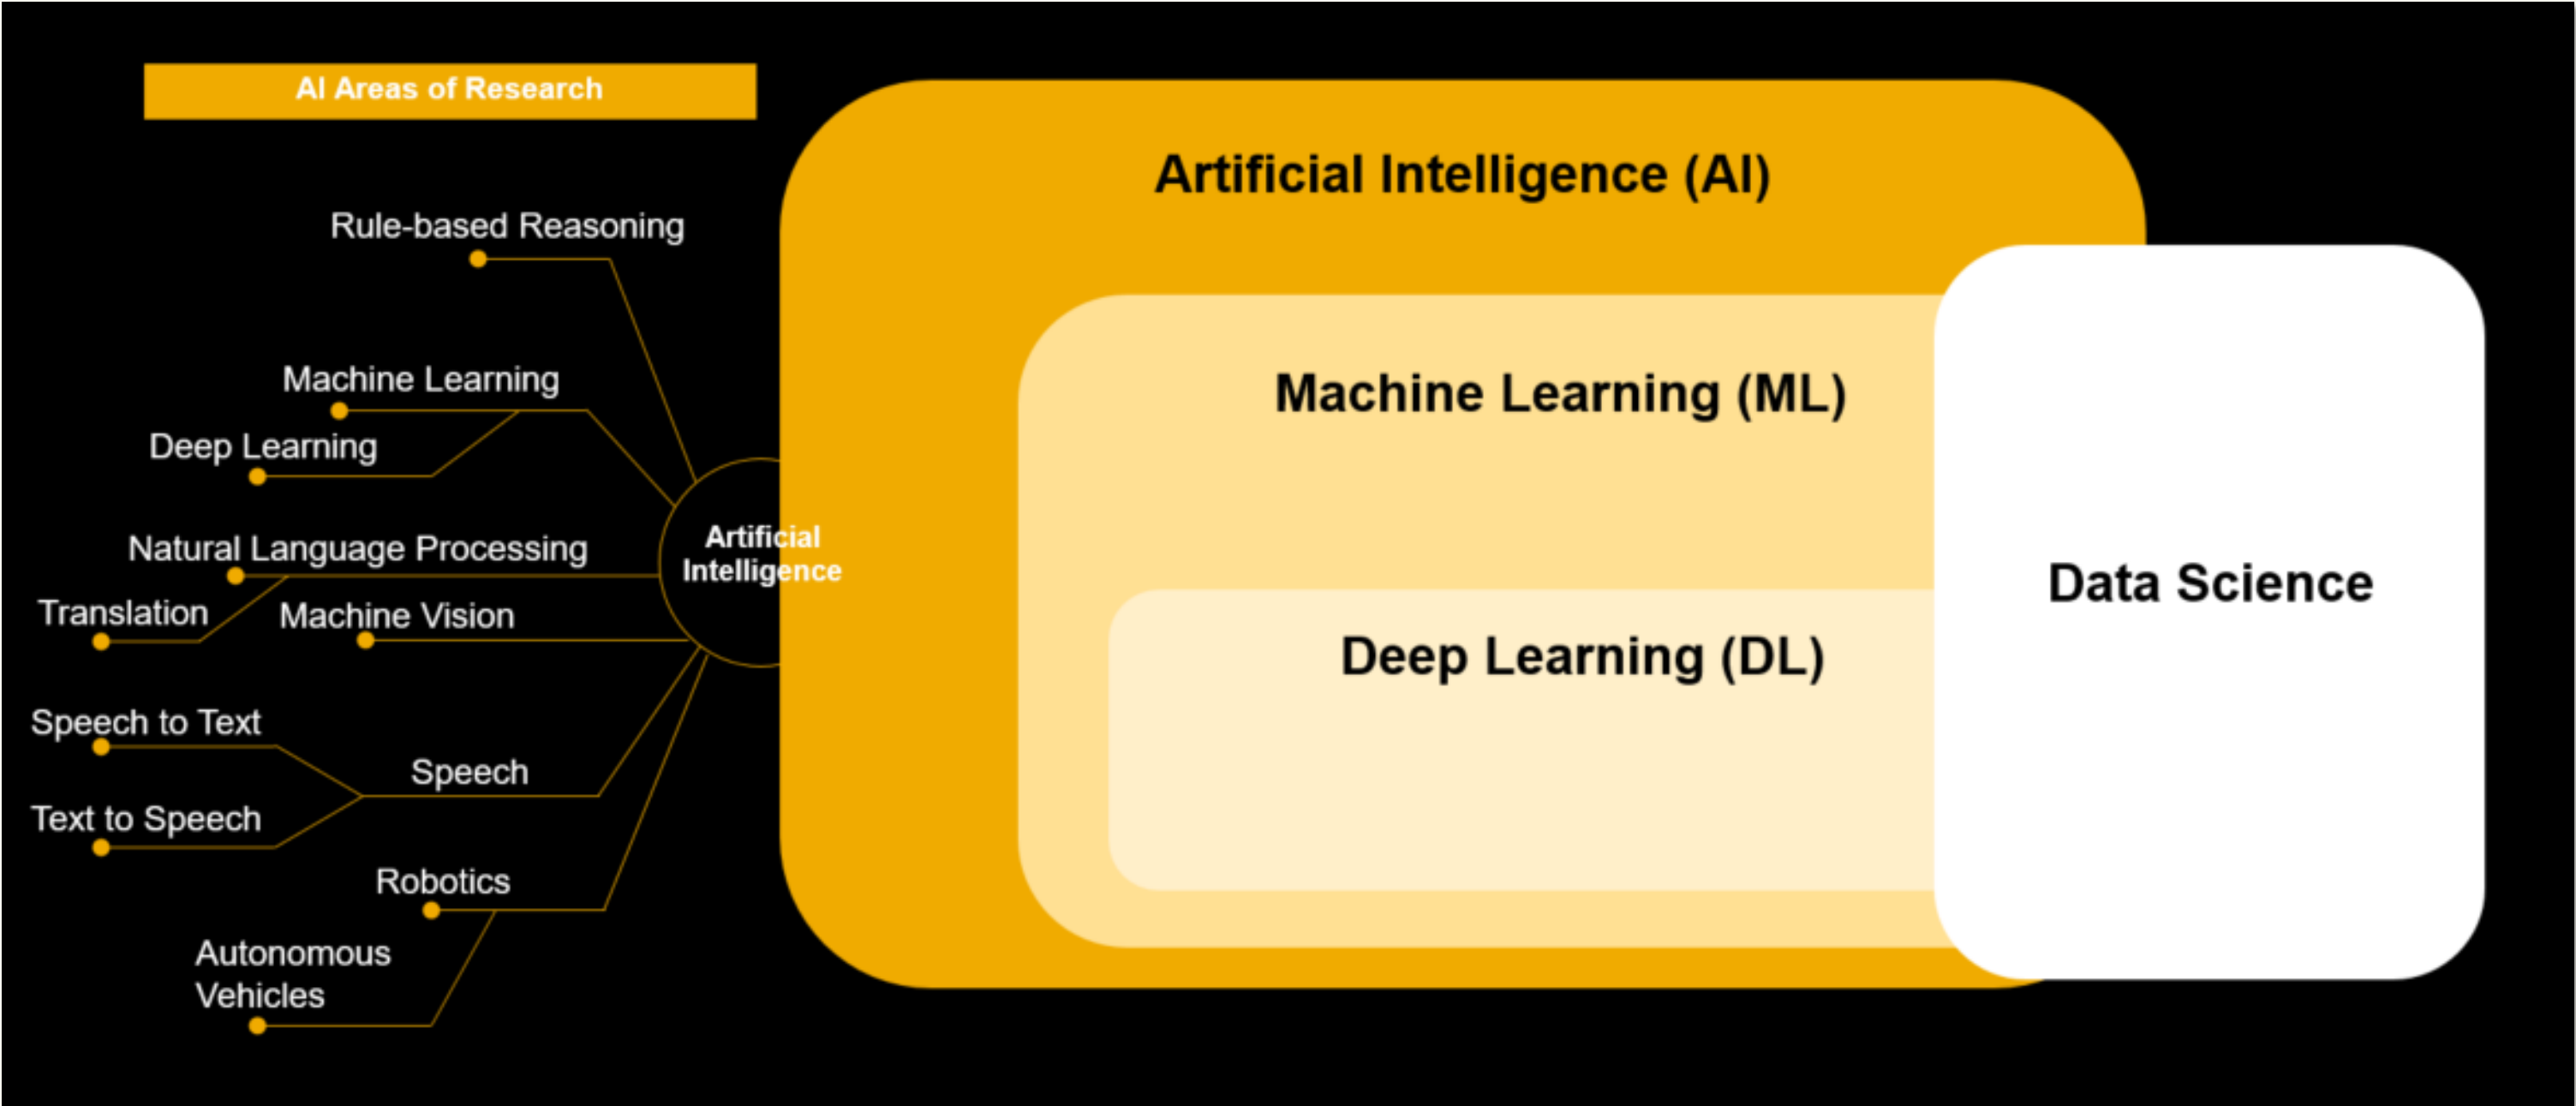 AI Areas of Research
Rule-based Reasoning
Machine Learning
Deep Learning
Natural Language Processing
Translation
Machine Vision
Speech to Text
Speech
Text to Speech
Robotics
Autonomous
Vehicles
Artificial
Intelligence
Artificial Intelligence (AI)
Machine Learning (ML)
Deep Learning (DL)
Data Science